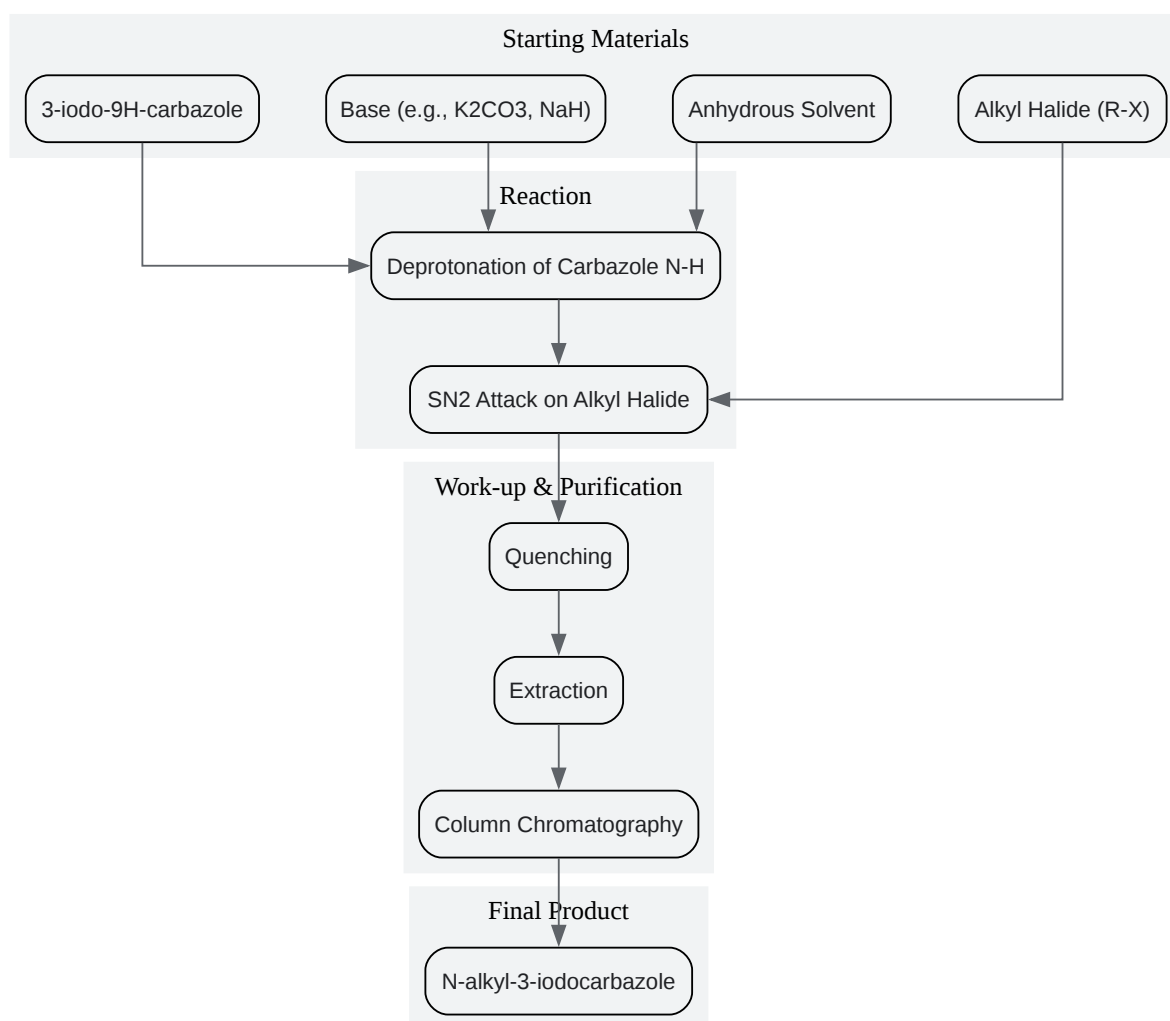 Starting Materials
3-iodo-9H-carbazole
Base (e.g., K2CO3, NaH)
Anhydrous Solvent
Alkyl Halide (R-X)
Reaction
Deprotonation of Carbazole N-H
SN2 Attack on Alkyl Halide
Work-up & Purification
Quenching
Extraction
Column Chromatography
Final Product
N-alkyl-3-iodocarbazole